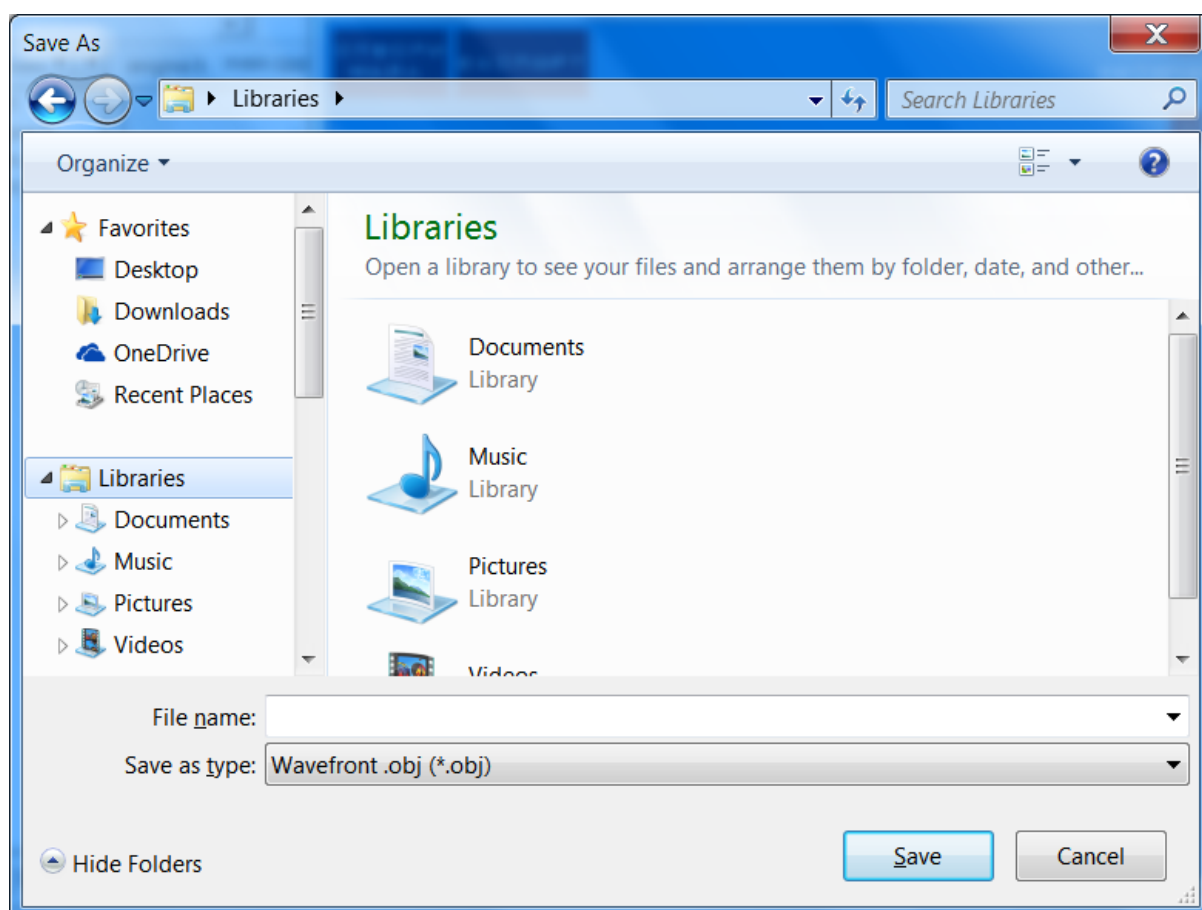 Save As
Libraries
Search Libraries
Organize
Favorites
Desktop
Downloads
OneDrive
Recent Places
Libraries
Documents
Music
Pictures
Videos
Libraries
Open a library to see your files and arrange them by folder, date, and other...
Documents
Library
Music
Library
Pictures
Library
Videos
File name:
Save as type: Wavefront .obj (*.obj)
Hide Folders
Save
Cancel